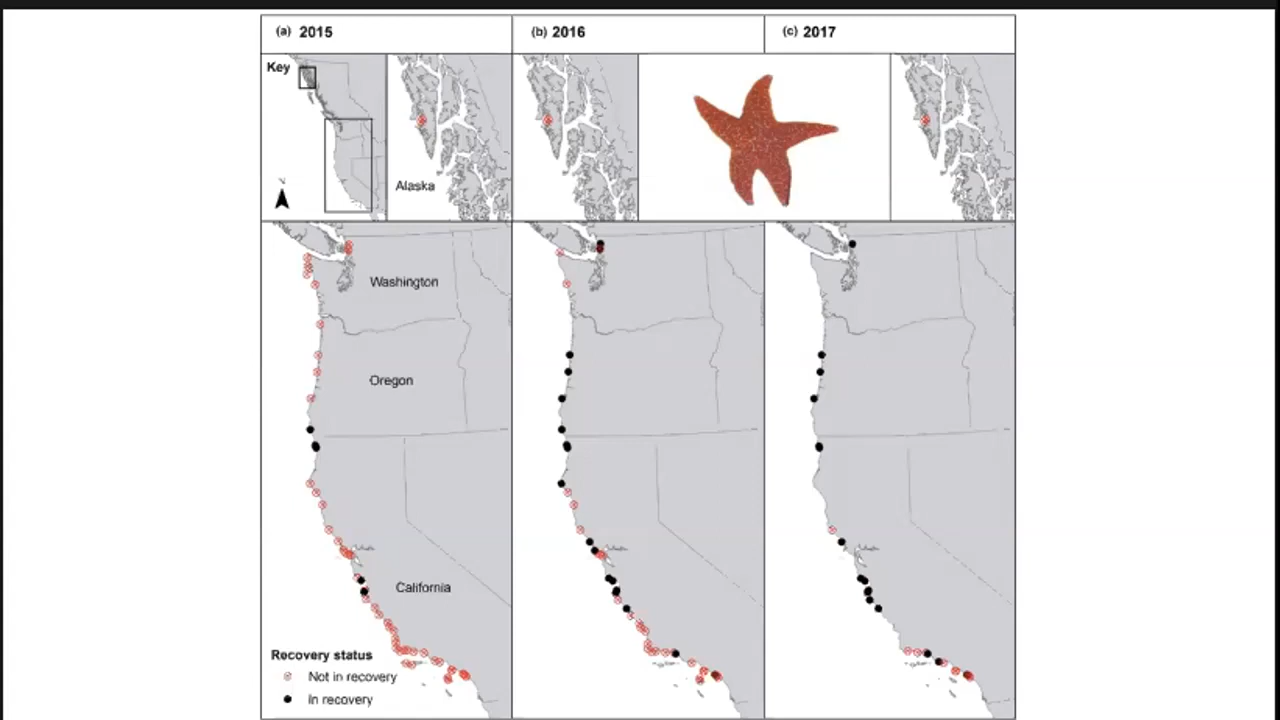 (a) 2015
(b) 2016
(c) 2017
Key
Alaska
Washington
Oregon
California
Recovery status
Not in recovery
In recovery